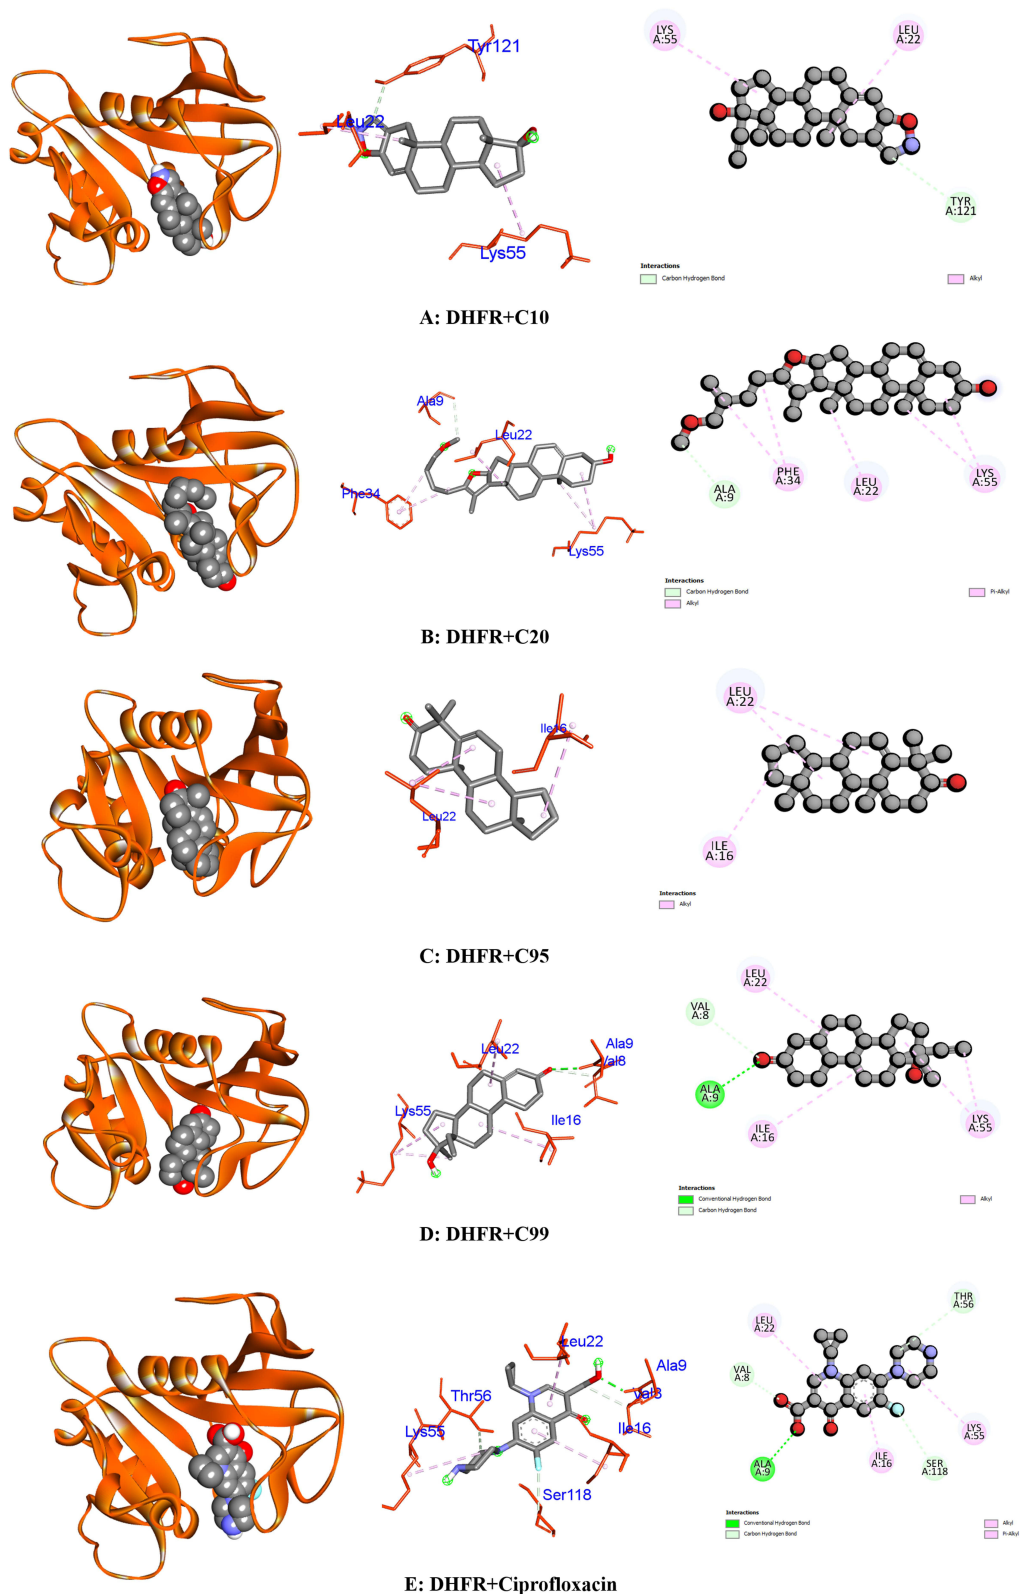 Tyr121
Leu22
Lys55
LYS
A:55
LEU
A:22
TYR
A:121
Interactions
Carbon Hydrogen Bond
Alkyl
A: DHFR+C10
Ala9
Leu22
Phe34
Lys55
ALA
A:9
PHE
A:34
LEU
A:22
LYS
A:55
Interactions
Carbon Hydrogen Bond
Alkyl
Pi-Alkyl
B: DHFR+C20
Ile16
Leu22
LEU
A:22
ILE
A:16
Interactions
Alkyl
C: DHFR+C95
Leu22
Ala9
Val8
Lys55
Ile16
LEU
A:22
VAL
A:8
ALA
A:9
ILE
A:16
LYS
A:55
Interactions
Conventional Hydrogen Bond
Carbon Hydrogen Bond
Alkyl
D: DHFR+C99
Leu22
Ala9
Thr56
Lys55
Ile16
Ser118
THR
A:56
LEU
A:22
VAL
A:8
LYS
A:55
ALA
A:9
ILE
A:16
SER
A:118
Interactions
Conventional Hydrogen Bond
Carbon Hydrogen Bond
Alkyl
Pi-Alkyl
E: DHFR+Ciprofloxacin